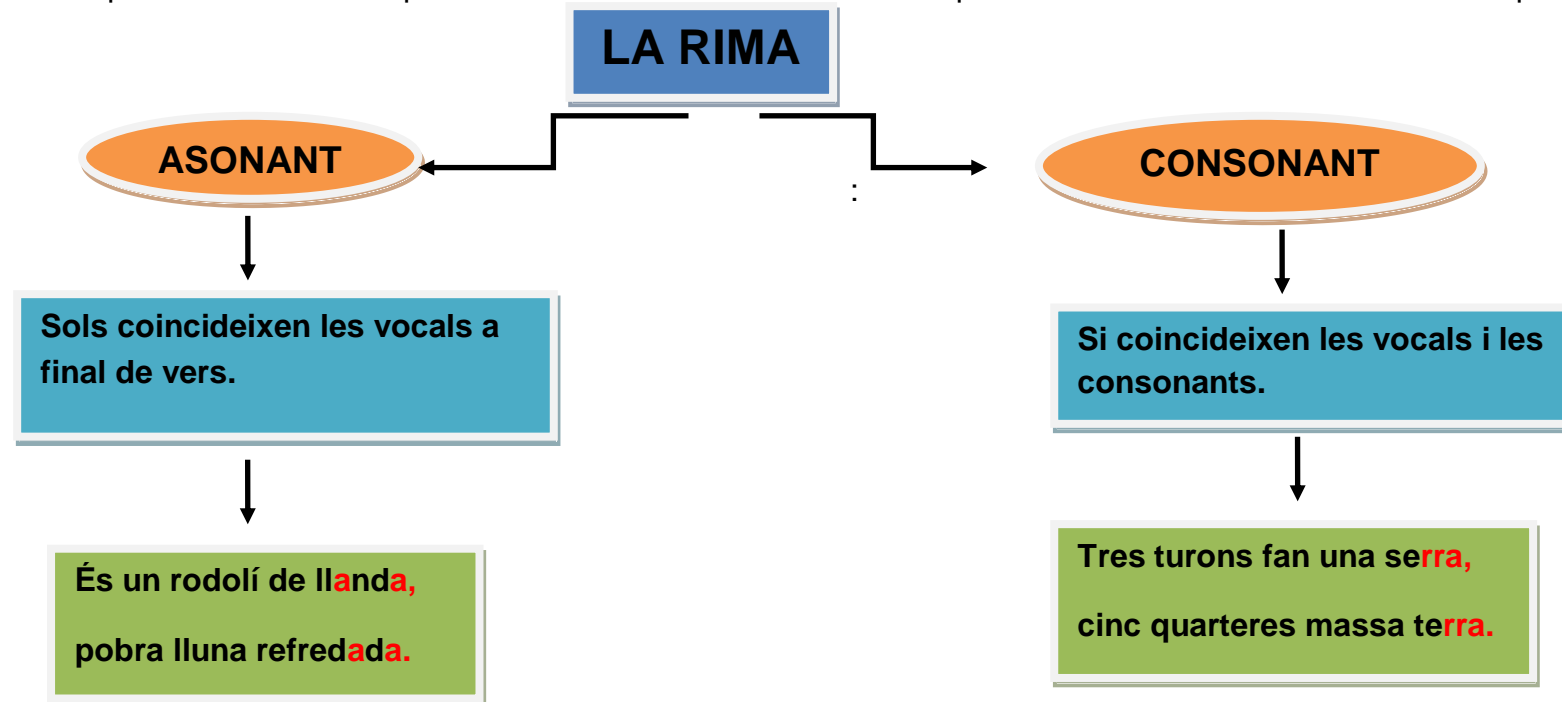 LA RIMA
ASONANT
CONSONANT
:
Sols coincideixen les vocals a
final de vers.
Si coincideixen les vocals i les
consonants.
És un rodolí de llanda,
pobra lluna refredada.
Tres turons fan una serra,
cinc quarteres massa terra.